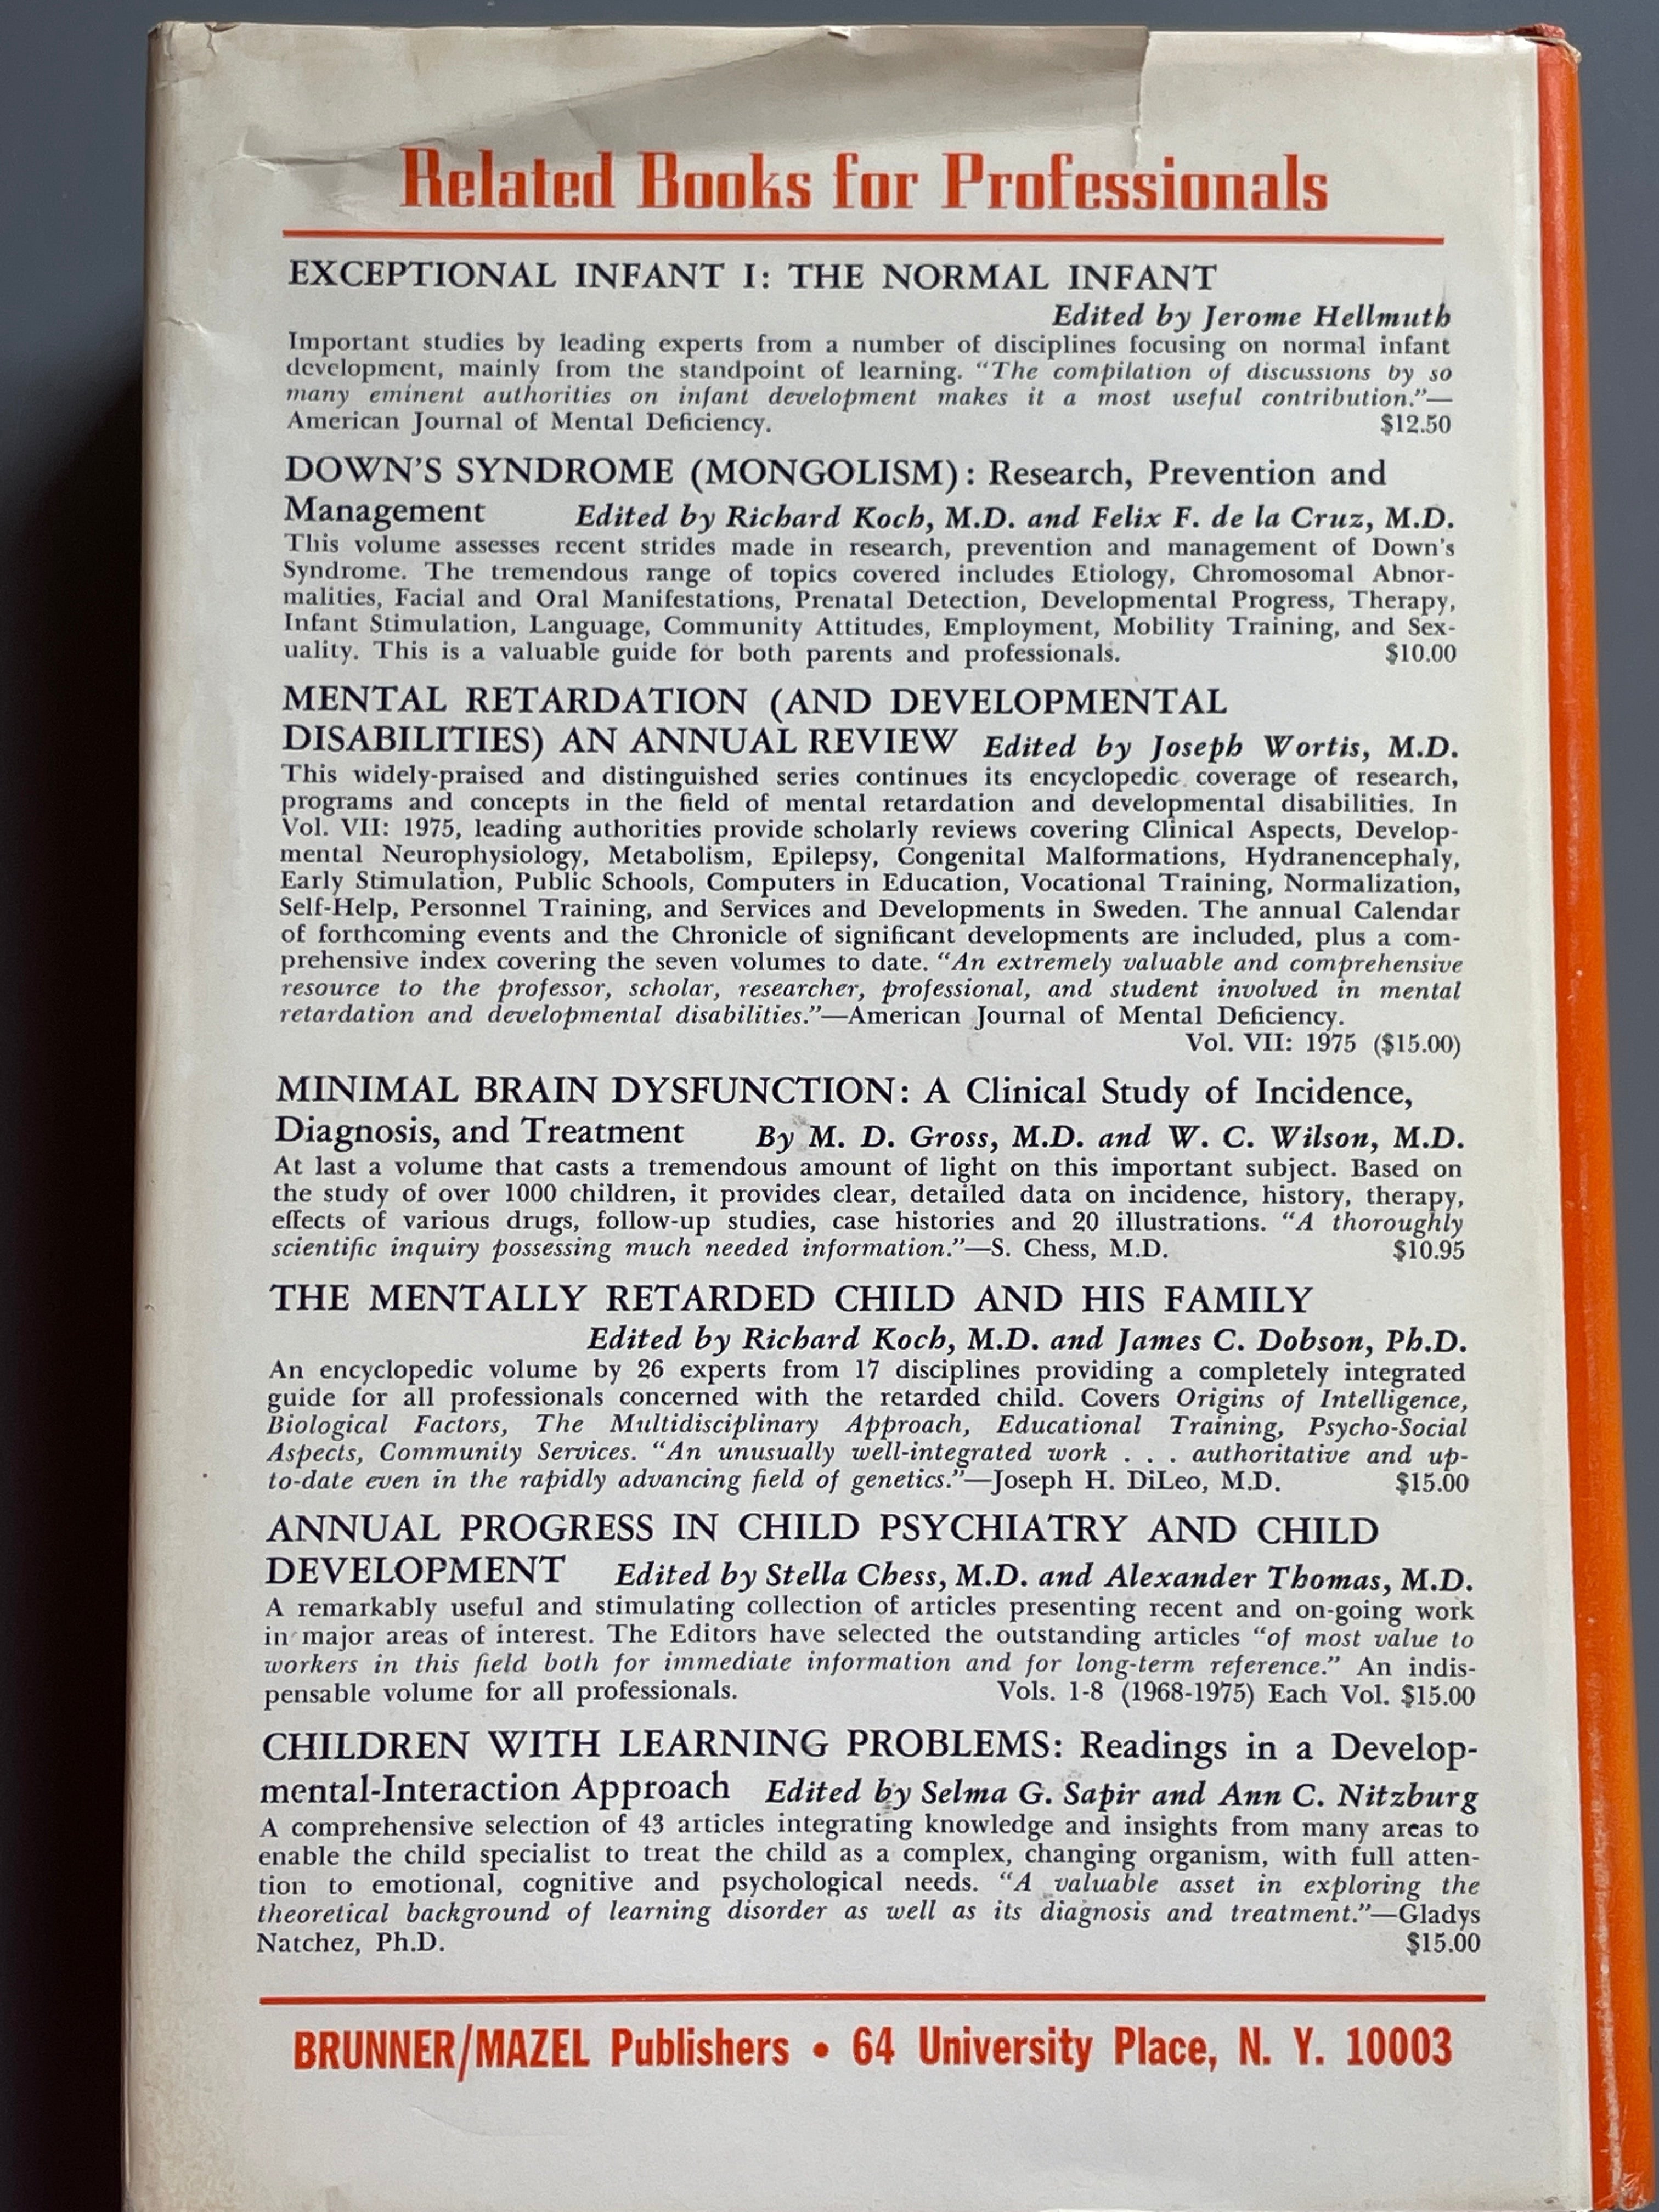 Related Books for Professionals
EXCEPTIONAL INFANT I: THE NORMAL INFANT
Edited by Jerome Hellmuth
Important studies by leading experts from a number of disciplines focusing on normal infant
development, mainly from the standpoint of learning. “The compilation of discussions by so
many eminent authorities on infant development makes it a most useful contribution.”—
American Journal of Mental Deficiency. $12.50
DOWN'S SYNDROME (MONGOLISM): Research, Prevention and
Management Edited by Richard Koch, M.D. and Felix F. de la Cruz, M.D.
This volume assesses recent strides made in research, prevention and management of Down's
Syndrome. The tremendous range of topics covered includes Etiology, Chromosomal Abnor-
malities, Facial and Oral Manifestations, Prenatal Detection, Developmental Progress, Therapy,
Infant Stimulation, Language, Community Attitudes, Employment, Mobility Training, and Sex-
uality. This is a valuable guide for both parents and professionals. $10.00
MENTAL RETARDATION (AND DEVELOPMENTAL
DISABILITIES) AN ANNUAL REVIEW Edited by Joseph Wortis, M.D.
This widely-praised and distinguished series continues its encyclopedic coverage of research,
programs and concepts in the field of mental retardation and developmental disabilities. In
Vol. VII: 1975, leading authorities provide scholarly reviews covering Clinical Aspects, Develop-
mental Neurophysiology, Metabolism, Epilepsy, Congenital Malformations, Hydranencephaly,
Early Stimulation, Public Schools, Computers in Education, Vocational Training, Normalization,
Self-Help, Personnel Training, and Services and Developments in Sweden. The annual Calendar
of forthcoming events and the Chronicle of significant developments are included, plus a com-
prehensive index covering the seven volumes to date. “An extremely valuable and comprehensive
resource to the professor, scholar, researcher, professional, and student involved in mental
retardation and developmental disabilities.”—American Journal of Mental Deficiency.
Vol. VII: 1975 ($15.00)
MINIMAL BRAIN DYSFUNCTION: A Clinical Study of Incidence,
Diagnosis, and Treatment By M. D. Gross, M.D. and W. C. Wilson, M.D.
At last a volume that casts a tremendous amount of light on this important subject. Based on
the study of over 1000 children, it provides clear, detailed data on incidence, history, therapy,
effects of various drugs, follow-up studies, case histories and 20 illustrations. “A thoroughly
scientific inquiry possessing much needed information.”—S. Chess, M.D. $10.95
THE MENTALLY RETARDED CHILD AND HIS FAMILY
Edited by Richard Koch, M.D. and James C. Dobson, Ph.D.
An encyclopedic volume by 26 experts from 17 disciplines providing a completely integrated
guide for all professionals concerned with the retarded child. Covers Origins of Intelligence,
Biological Factors, The Multidisciplinary Approach, Educational Training, Psycho-Social
Aspects, Community Services. “An unusually well-integrated work . . . authoritative and up-
to-date even in the rapidly advancing field of genetics.”—Joseph H. DiLeo, M.D. $15.00
ANNUAL PROGRESS IN CHILD PSYCHIATRY AND CHILD
DEVELOPMENT Edited by Stella Chess, M.D. and Alexander Thomas, M.D.
A remarkably useful and stimulating collection of articles presenting recent and on-going work
in major areas of interest. The Editors have selected the outstanding articles “of most value to
workers in this field both for immediate information and for long-term reference.” An indis-
pensable volume for all professionals. Vols. 1-8 (1968-1975) Each Vol. $15.00
CHILDREN WITH LEARNING PROBLEMS: Readings in a Develop-
mental-Interaction Approach Edited by Selma G. Sapir and Ann C. Nitzburg
A comprehensive selection of 43 articles integrating knowledge and insights from many areas to
enable the child specialist to treat the child as a complex, changing organism, with full atten-
tion to emotional, cognitive and psychological needs. “A valuable asset in exploring the
theoretical background of learning disorder as well as its diagnosis and treatment.”—Gladys
Natchez, Ph.D. $15.00
BRUNNER/MAZEL Publishers • 64 University Place, N. Y. 10003